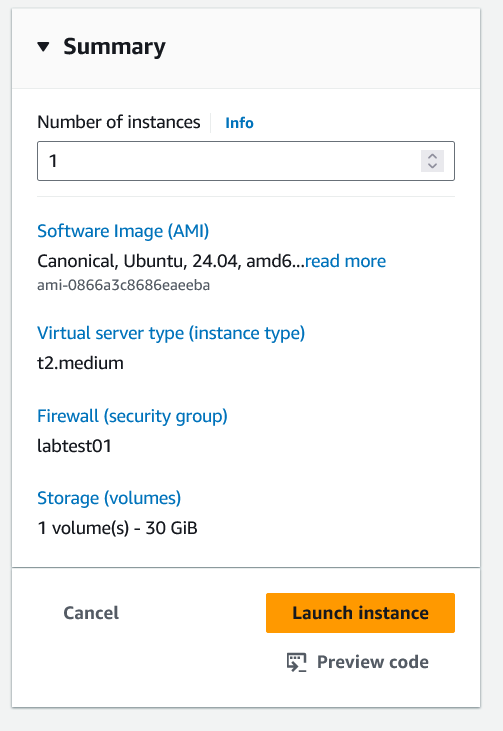 Summary
Number of instances Info
1
Software Image (AMI)
Canonical, Ubuntu, 24.04, amd6...read more
ami-0866a3c8686eaeeba
Virtual server type (instance type)
t2.medium
Firewall (security group)
labtest01
Storage (volumes)
1 volume(s) - 30 GiB
Cancel Launch instance
Preview code